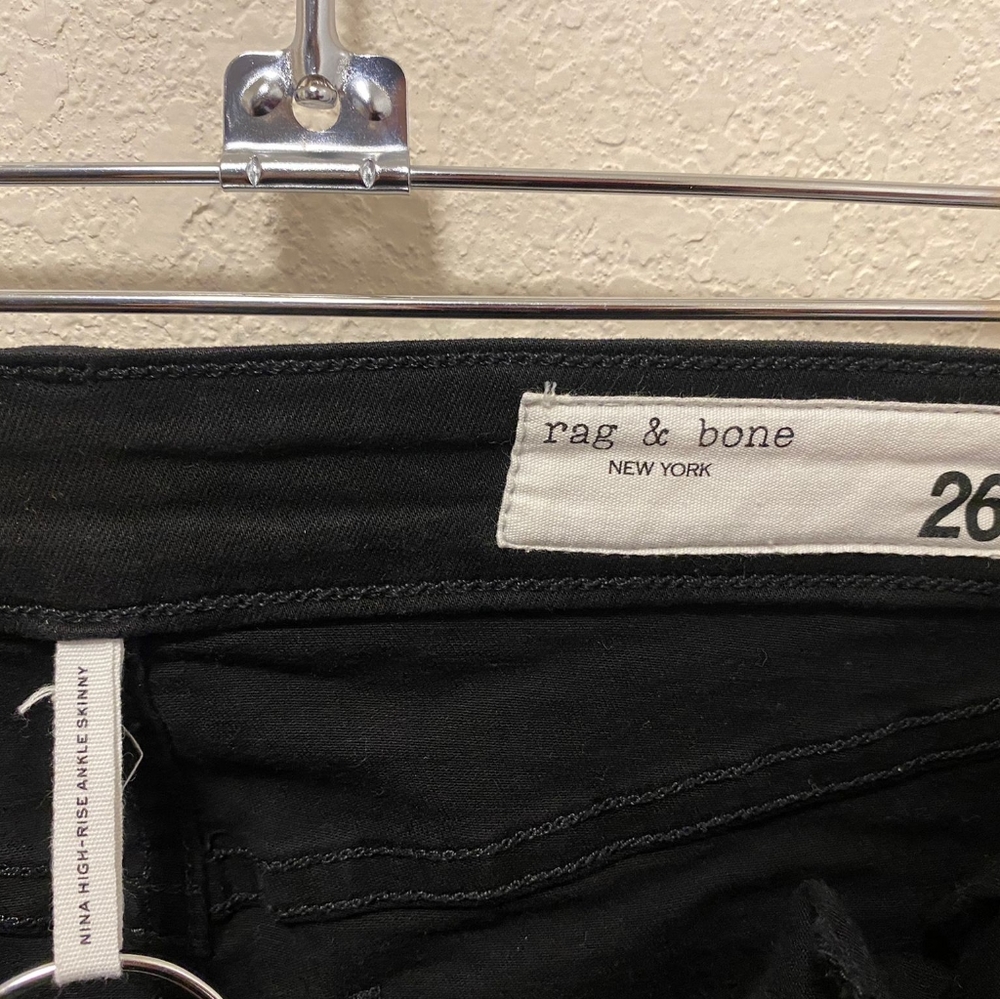 rag & bone
NEW YORK
26
NINA HIGH-RISE ANKLE SKINNY